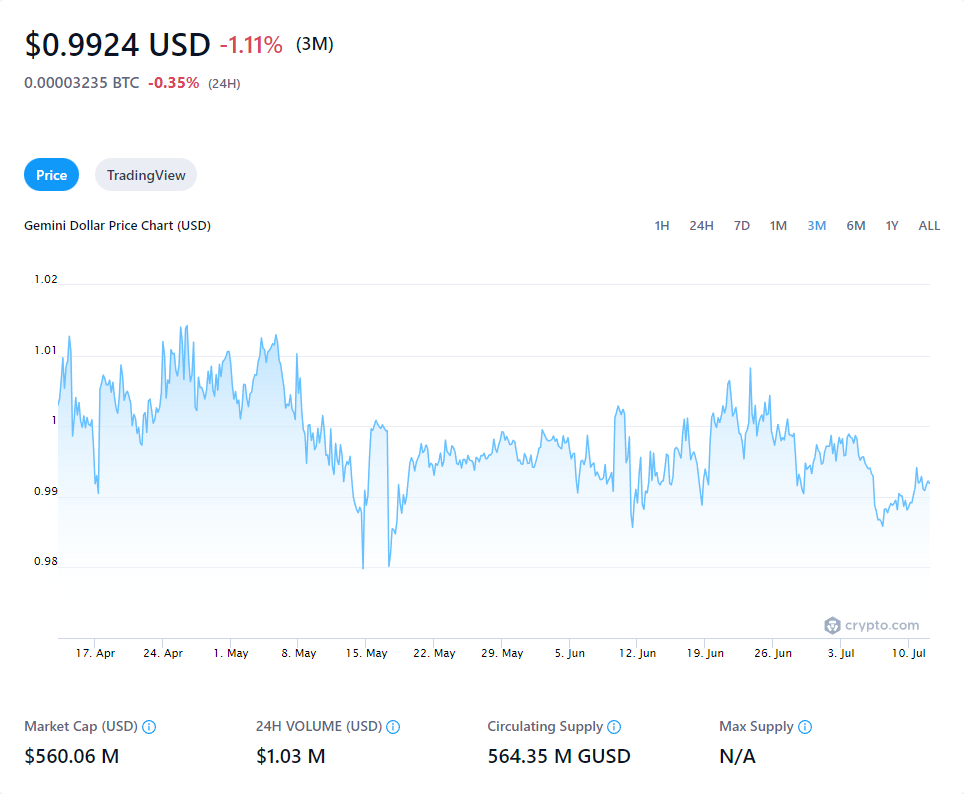 $0.9924 USD -1.11% (3M)
0.00003235 BTC -0.35% (24H)
Price TradingView
Gemini Dollar Price Chart (USD) 1H 24H 7D 1M 3M 6M 1Y ALL
1.02
1.01
1
0.99
0.98
crypto.com
17. Apr 24. Apr 1. May 8. May 15. May 22. May 29. May 5. Jun 12. Jun 19. Jun 26. Jun 3. Jul 10. Jul
Market Cap (USD) 24H VOLUME (USD) Circulating Supply Max Supply
$560.06 M $1.03 M 564.35 M GUSD N/A